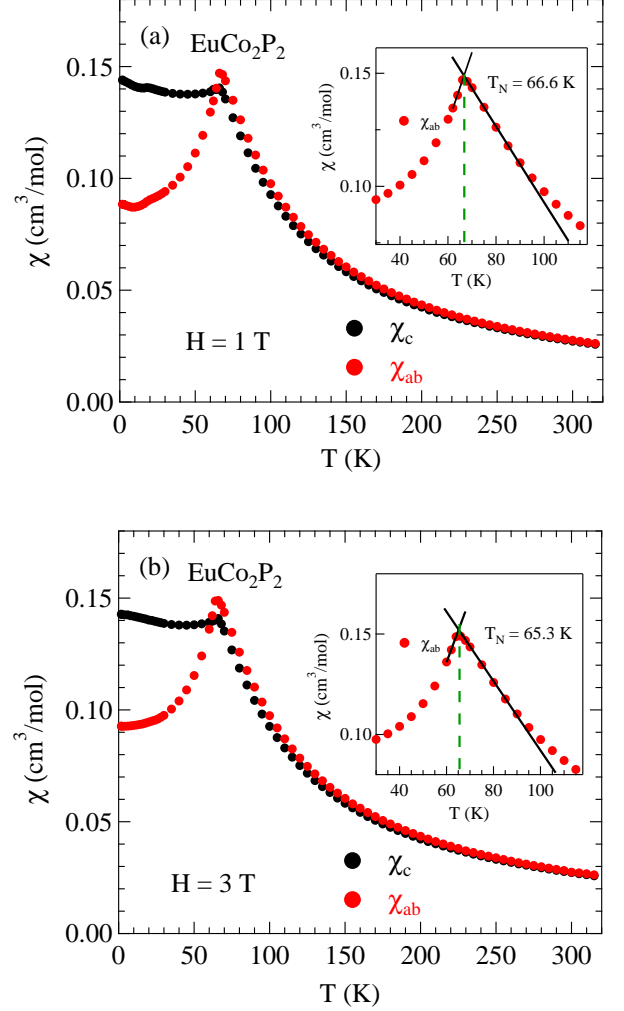 (a)
EuCo₂P₂
χ (cm³/mol)
0.15
0.10
0.05
0.00
0 50 100 150 200 250 300
T (K)
H = 1 T
χc
χab
χ (cm³/mol)
0.15
0.10
T_N = 66.6 K
χab
40 60 80 100
T (K)
(b)
EuCo₂P₂
χ (cm³/mol)
0.15
0.10
0.05
0.00
0 50 100 150 200 250 300
T (K)
H = 3 T
χc
χab
χ (cm³/mol)
0.15
0.10
T_N = 65.3 K
χab
40 60 80 100
T (K)